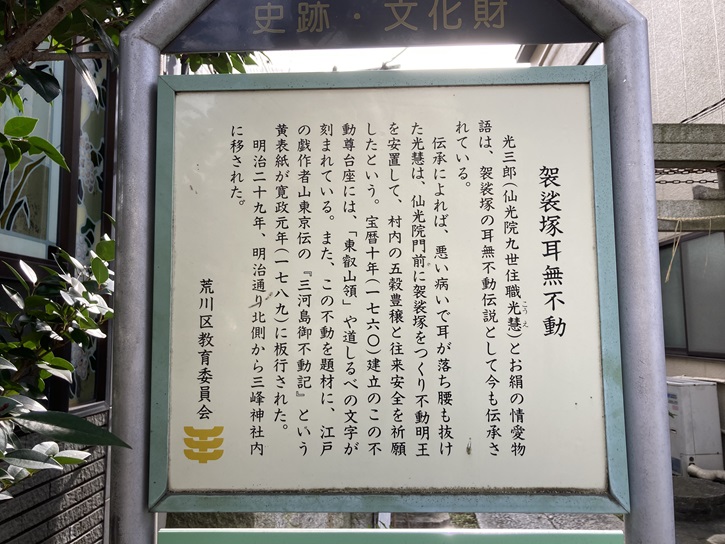 史跡・文化財
袈裟塚耳無不動
光三郎(仙光院九世住職光慧)とお絹の情愛物
こうえ
語は、袈裟塚の耳無不動伝説として今も伝承さ
れている。
伝承によれば、悪い病いで耳が落ち腰も抜け
た光慧は、仙光院門前に袈裟塚をつくり不動明王
を安置して、村内の五穀豊穣と往来安全を祈願
したという。宝暦十年(一七六〇)建立のこの不
動尊台座には、「東叡山領」や道しるべの文字が
刻まれている。また、この不動を題材に、江戸
の戯作者山東京伝の『三河島御不動記』という
黄表紙が寛政元年(一七八九)に板行された。
明治二十九年、明治通り北側から三峰神社内
に移された。
荒川区教育委員会